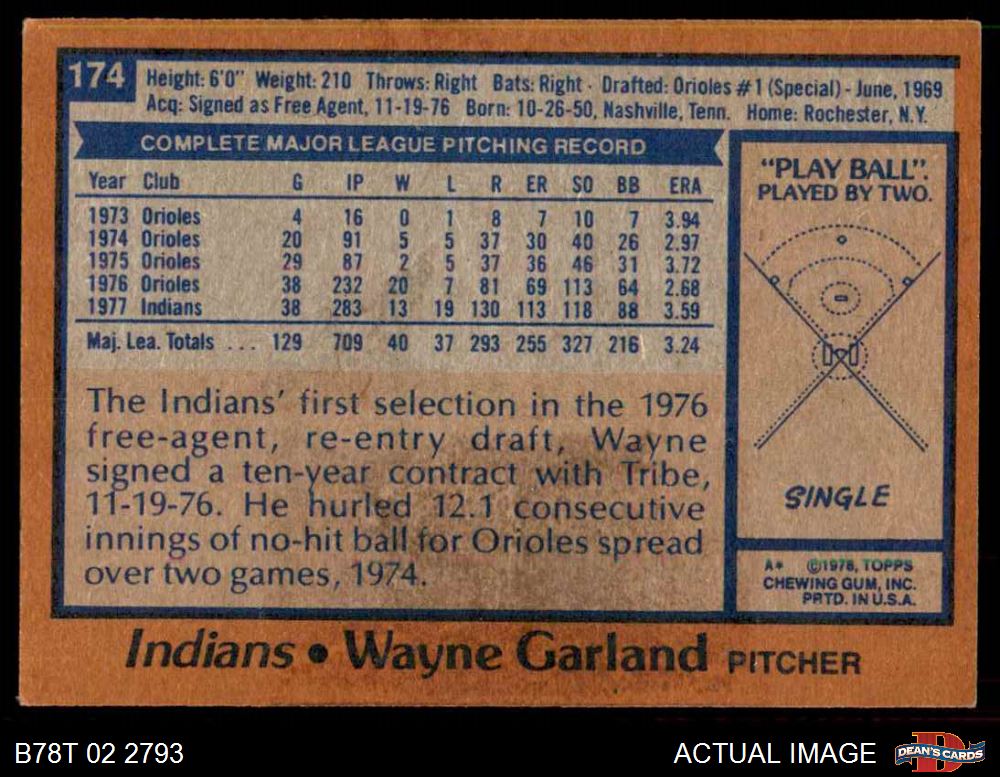 174
Height: 6'0" Weight: 210 Throws: Right Bats: Right · Drafted: Orioles #1 (Special) - June, 1969
Acq: Signed as Free Agent, 11-19-76 Born: 10-26-50, Nashville, Tenn. Home: Rochester, N.Y.
COMPLETE MAJOR LEAGUE PITCHING RECORD
Year Club G IP W L R ER SO BB ERA
1973 Orioles 4 16 0 1 8 7 10 7 3.94
1974 Orioles 20 91 5 5 37 30 40 26 2.97
1975 Orioles 29 87 2 5 37 36 46 31 3.72
1976 Orioles 38 232 20 7 81 69 113 64 2.68
1977 Indians 38 283 13 19 130 113 118 88 3.59
Maj. Lea. Totals ... 129 709 40 37 293 255 327 216 3.24
The Indians' first selection in the 1976
free-agent, re-entry draft, Wayne
signed a ten-year contract with Tribe,
11-19-76. He hurled 12.1 consecutive
innings of no-hit ball for Orioles spread
over two games, 1974.
"PLAY BALL".
PLAYED BY TWO.
SINGLE
A* ©1978, TOPPS
CHEWING GUM, INC.
PRTD. IN U.S.A.
Indians • Wayne Garland PITCHER
B78T 02 2793
ACTUAL IMAGE
D
DEAN'S CARDS